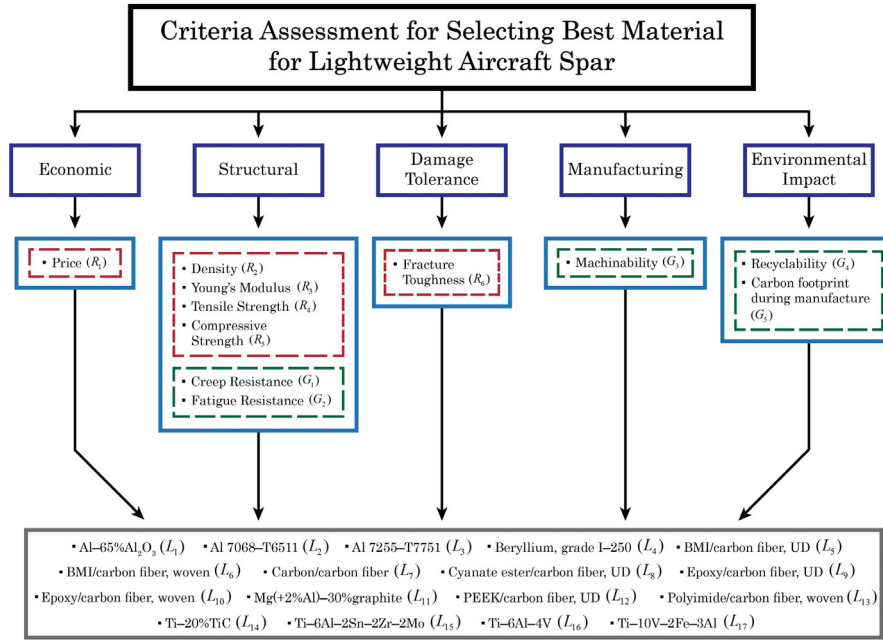 Criteria Assessment for Selecting Best Material
for Lightweight Aircraft Spar
Economic
Structural
Damage
Tolerance
Manufacturing
Environmental
Impact
▪ Price (R₁)
▪ Density (R₂)
▪ Young's Modulus (R₃)
▪ Tensile Strength (R₄)
▪ Compressive
Strength (R₅)
▪ Creep Resistance (G₁)
▪ Fatigue Resistance (G₂)
▪ Fracture
Toughness (R₆)
▪ Machinability (G₃)
▪ Recyclability (G₄)
▪ Carbon footprint
during manufacture
(G₅)
▪ Al–65%Al₂O₃ (L₁) ▪ Al 7068–T6511 (L₂) ▪ Al 7255–T7751 (L₃) ▪ Beryllium, grade I–250 (L₄) ▪ BMI/carbon fiber, UD (L₅)
▪ BMI/carbon fiber, woven (L₆) ▪ Carbon/carbon fiber (L₇) ▪ Cyanate ester/carbon fiber, UD (L₈) ▪ Epoxy/carbon fiber, UD (L₉)
▪ Epoxy/carbon fiber, woven (L₁₀) ▪ Mg(+2%Al)–30%graphite (L₁₁) ▪ PEEK/carbon fiber, UD (L₁₂) ▪ Polyimide/carbon fiber, woven (L₁₃)
▪ Ti–20%TiC (L₁₄) ▪ Ti–6Al–2Sn–2Zr–2Mo (L₁₅) ▪ Ti–6Al–4V (L₁₆) ▪ Ti–10V–2Fe–3Al (L₁₇)